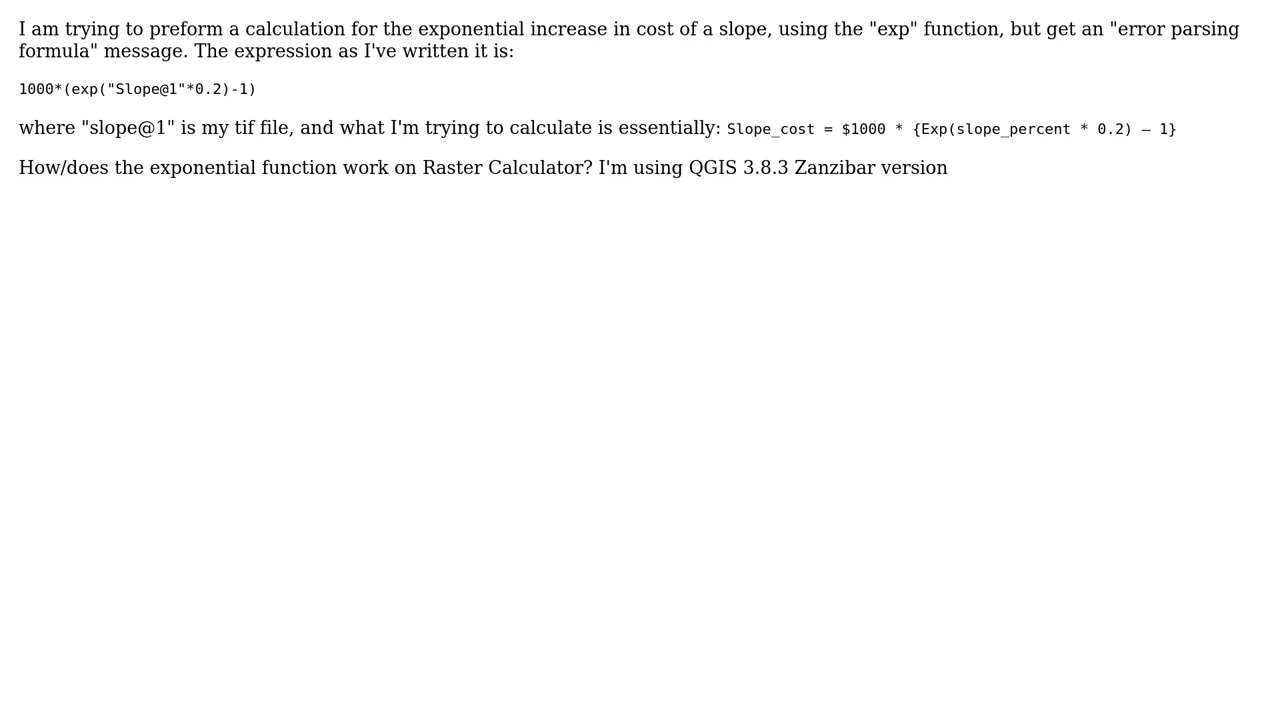 I am trying to preform a calculation for the exponential increase in cost of a slope, using the "exp" function, but get an "error parsing
formula" message. The expression as I've written it is:
1000*(exp("Slope@1"*0.2)-1)
where "slope@1" is my tif file, and what I'm trying to calculate is essentially: Slope_cost = $1000 * {Exp(slope_percent * 0.2) – 1}
How/does the exponential function work on Raster Calculator? I'm using QGIS 3.8.3 Zanzibar version